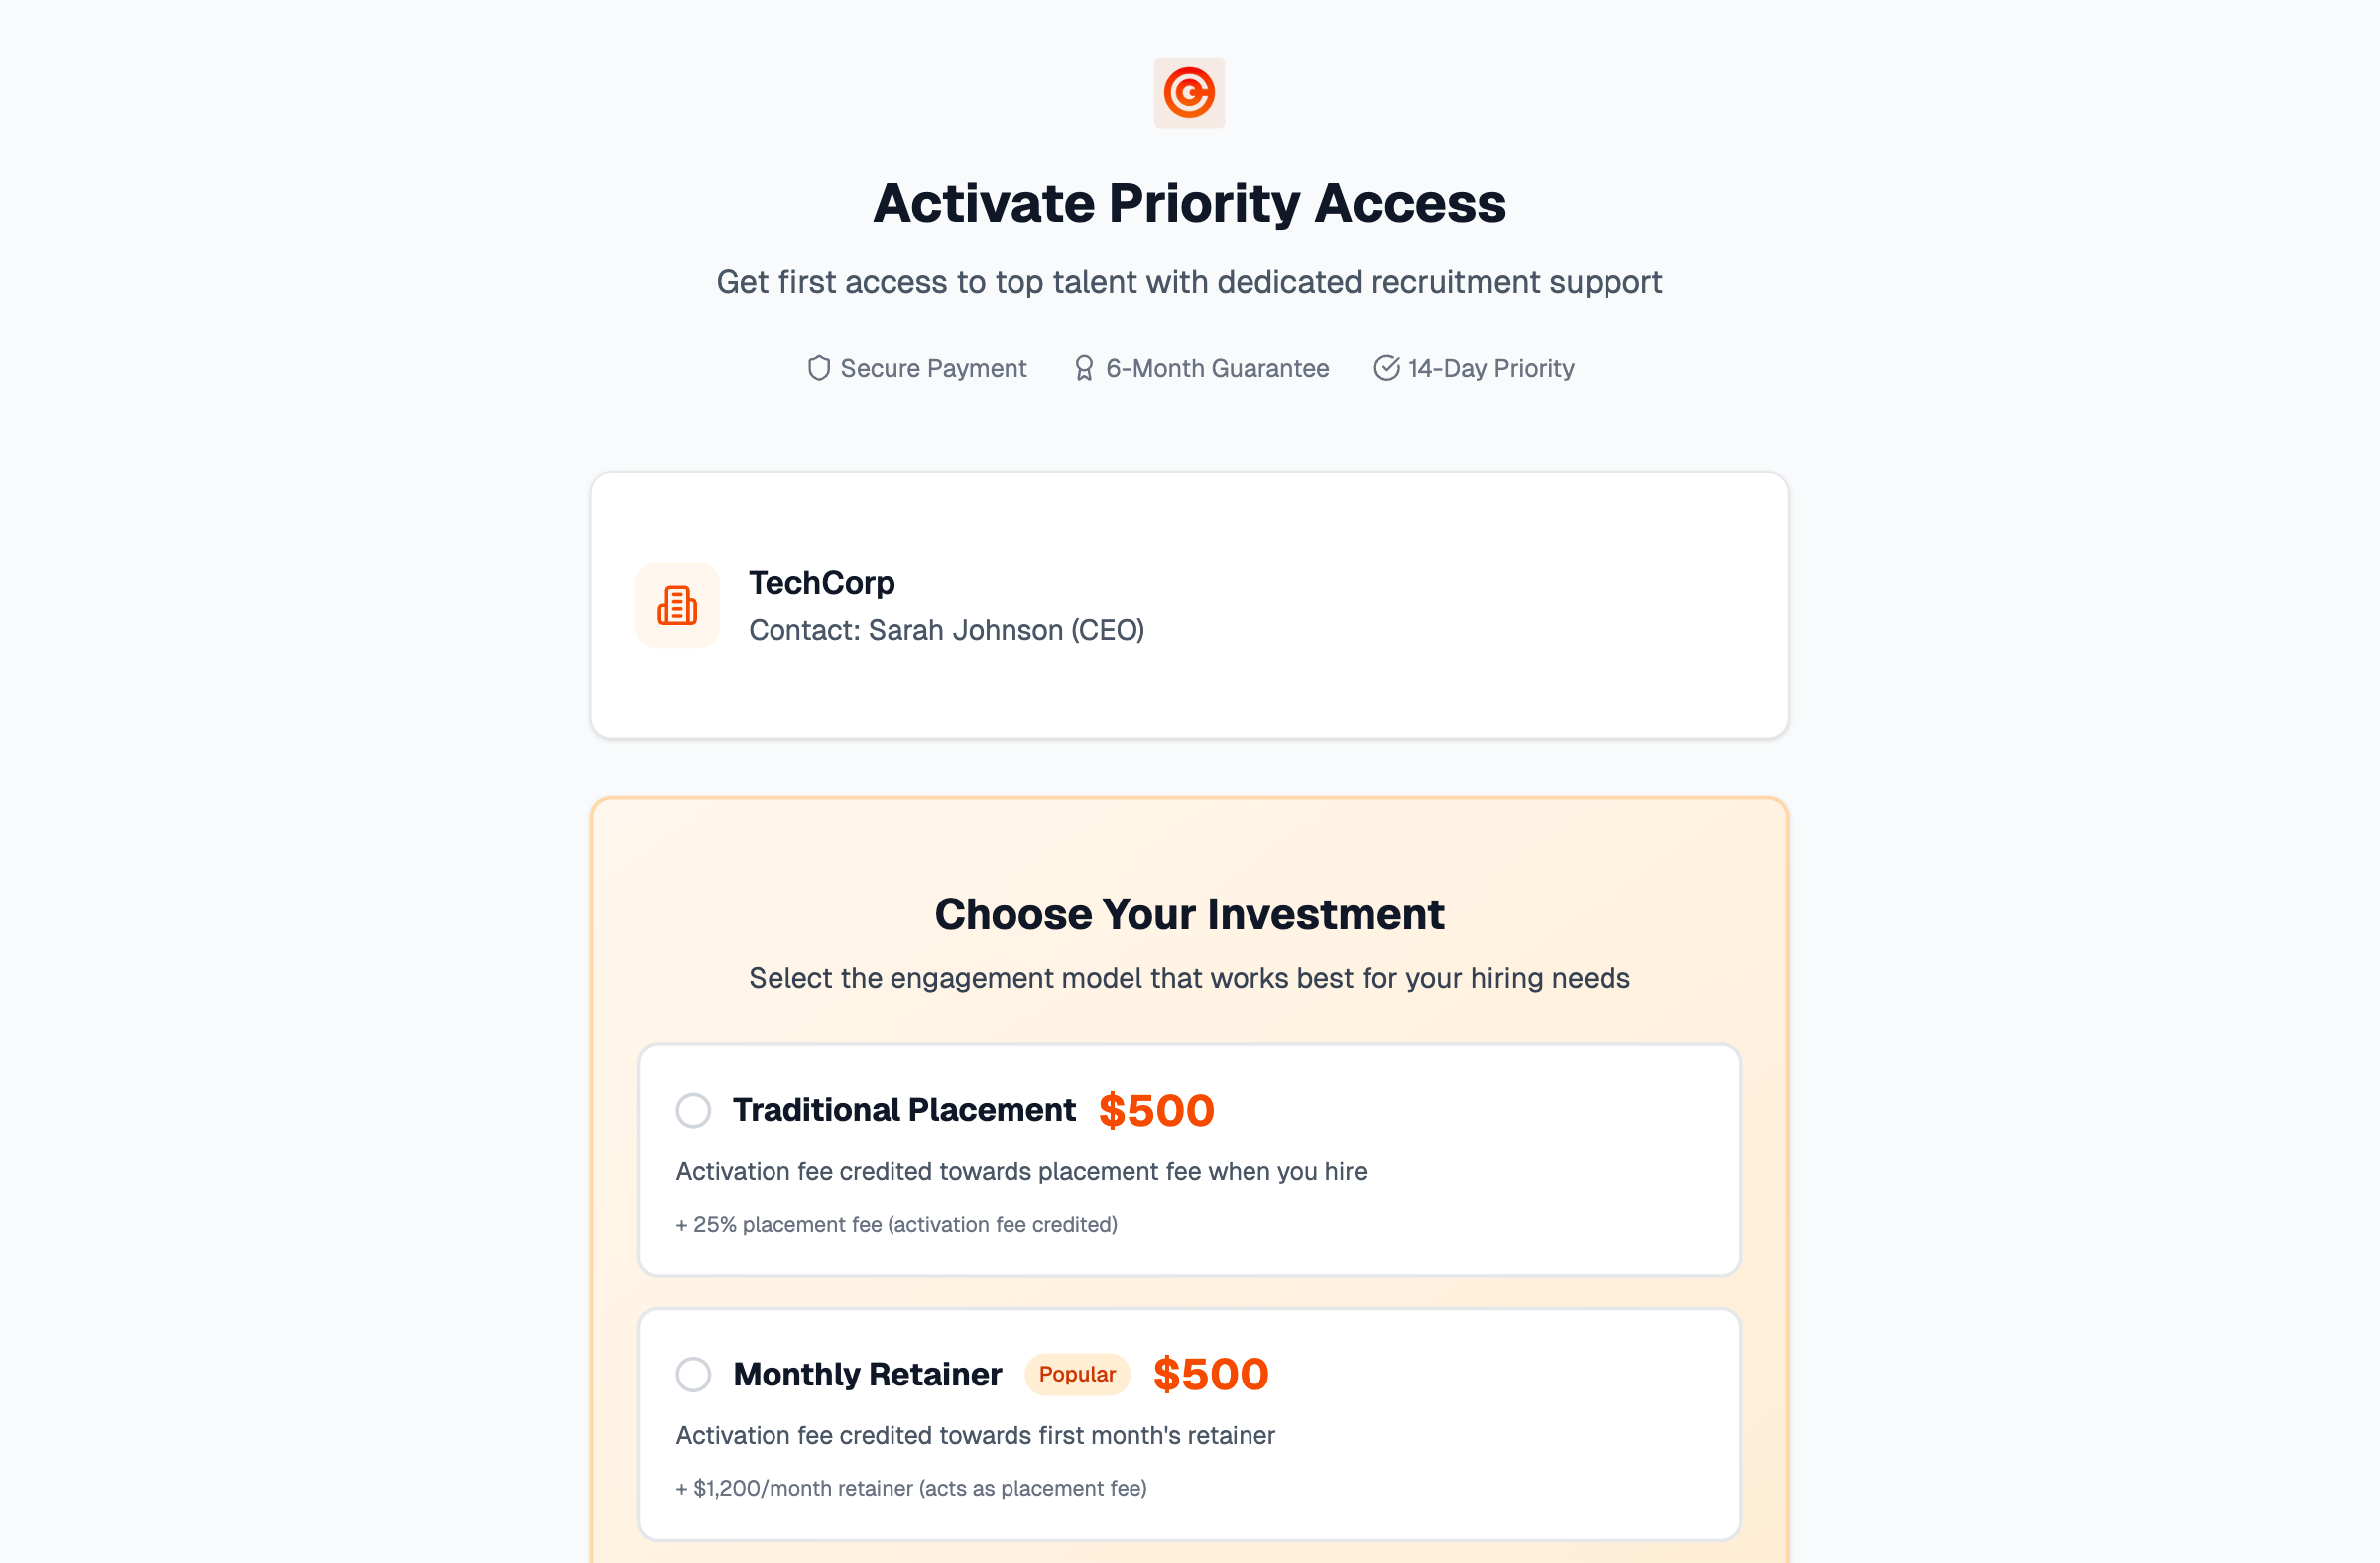 Activate Priority Access
Get first access to top talent with dedicated recruitment support
Secure Payment 6-Month Guarantee 14-Day Priority
TechCorp
Contact: Sarah Johnson (CEO)
Choose Your Investment
Select the engagement model that works best for your hiring needs
Traditional Placement $500
Activation fee credited towards placement fee when you hire
+ 25% placement fee (activation fee credited)
Monthly Retainer Popular $500
Activation fee credited towards first month's retainer
+ $1,200/month retainer (acts as placement fee)